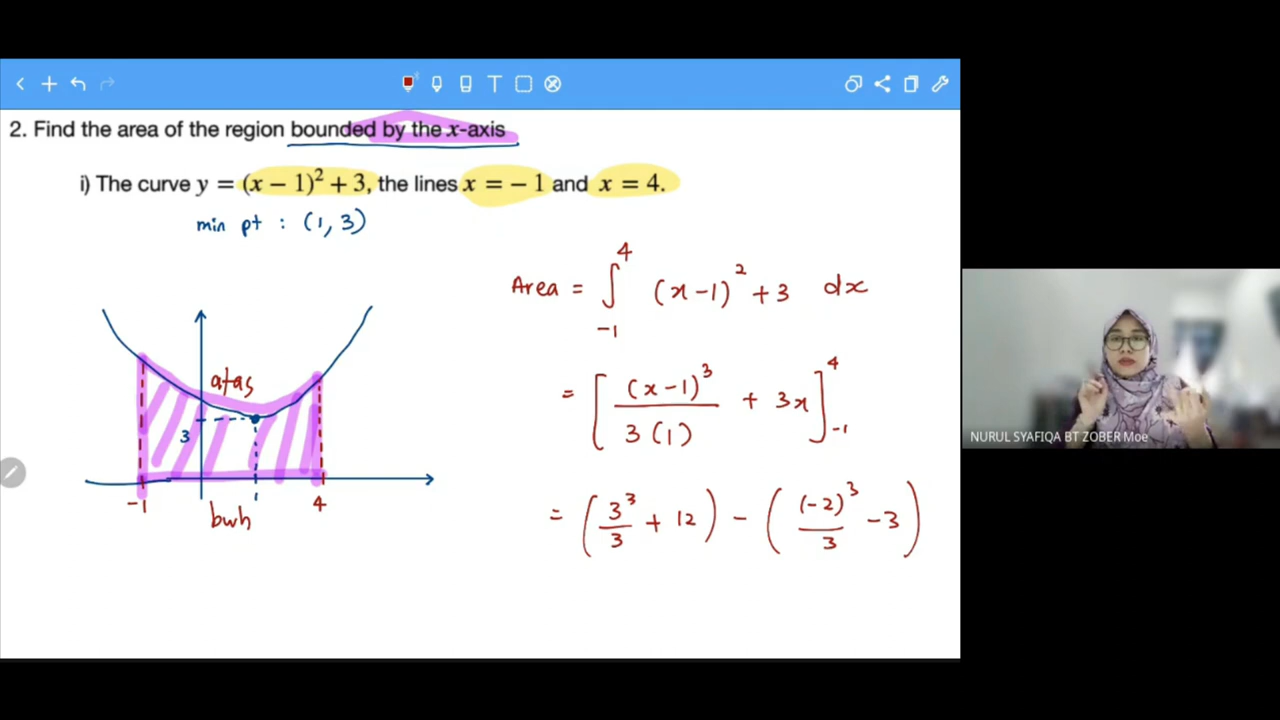 2. Find the area of the region bounded by the x-axis
i) The curve y = (x − 1)² + 3, the lines x = − 1 and x = 4.
min pt : (1, 3)
Area = ∫₋₁⁴ (x-1)² + 3 dx
= [ (x-1)³ / 3(1) + 3x ]₋₁⁴
= ( 3³/3 + 12 ) - ( (-2)³/3 - 3 )
atas
3
-1
bwh
4
NURUL SYAFIQA BT ZOBER Moe
T